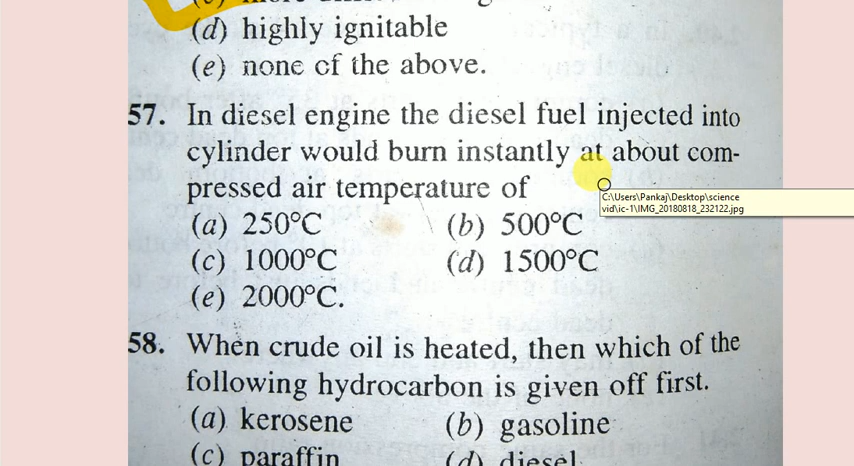 (d) highly ignitable
(e) none of the above.
57. In diesel engine the diesel fuel injected into
cylinder would burn instantly at about com-
pressed air temperature of
C:\Users\Pankaj\Desktop\science
vid\ic-1\IMG_20180818_232122.jpg
(a) 250°C (b) 500°C
(c) 1000°C (d) 1500°C
(e) 2000°C.
58. When crude oil is heated, then which of the
following hydrocarbon is given off first.
(a) kerosene (b) gasoline
(c) paraffin (d) diesel